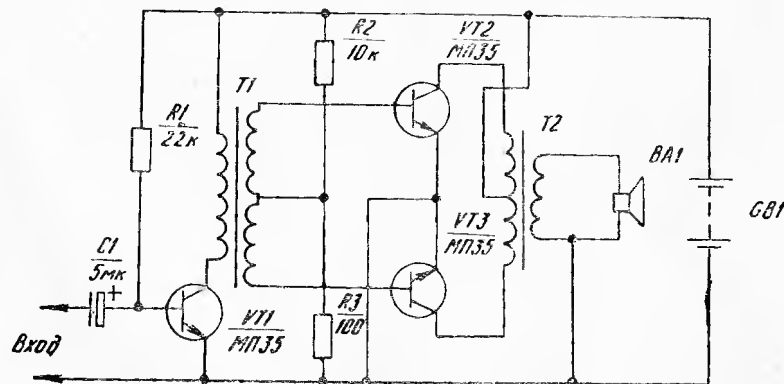 R2
10к
VT2
МП35
T1
R1
22к
T2
BA1
GB1
VT3
МП35
C1
5мк
+
R3
100
VT1
МП35
Вход